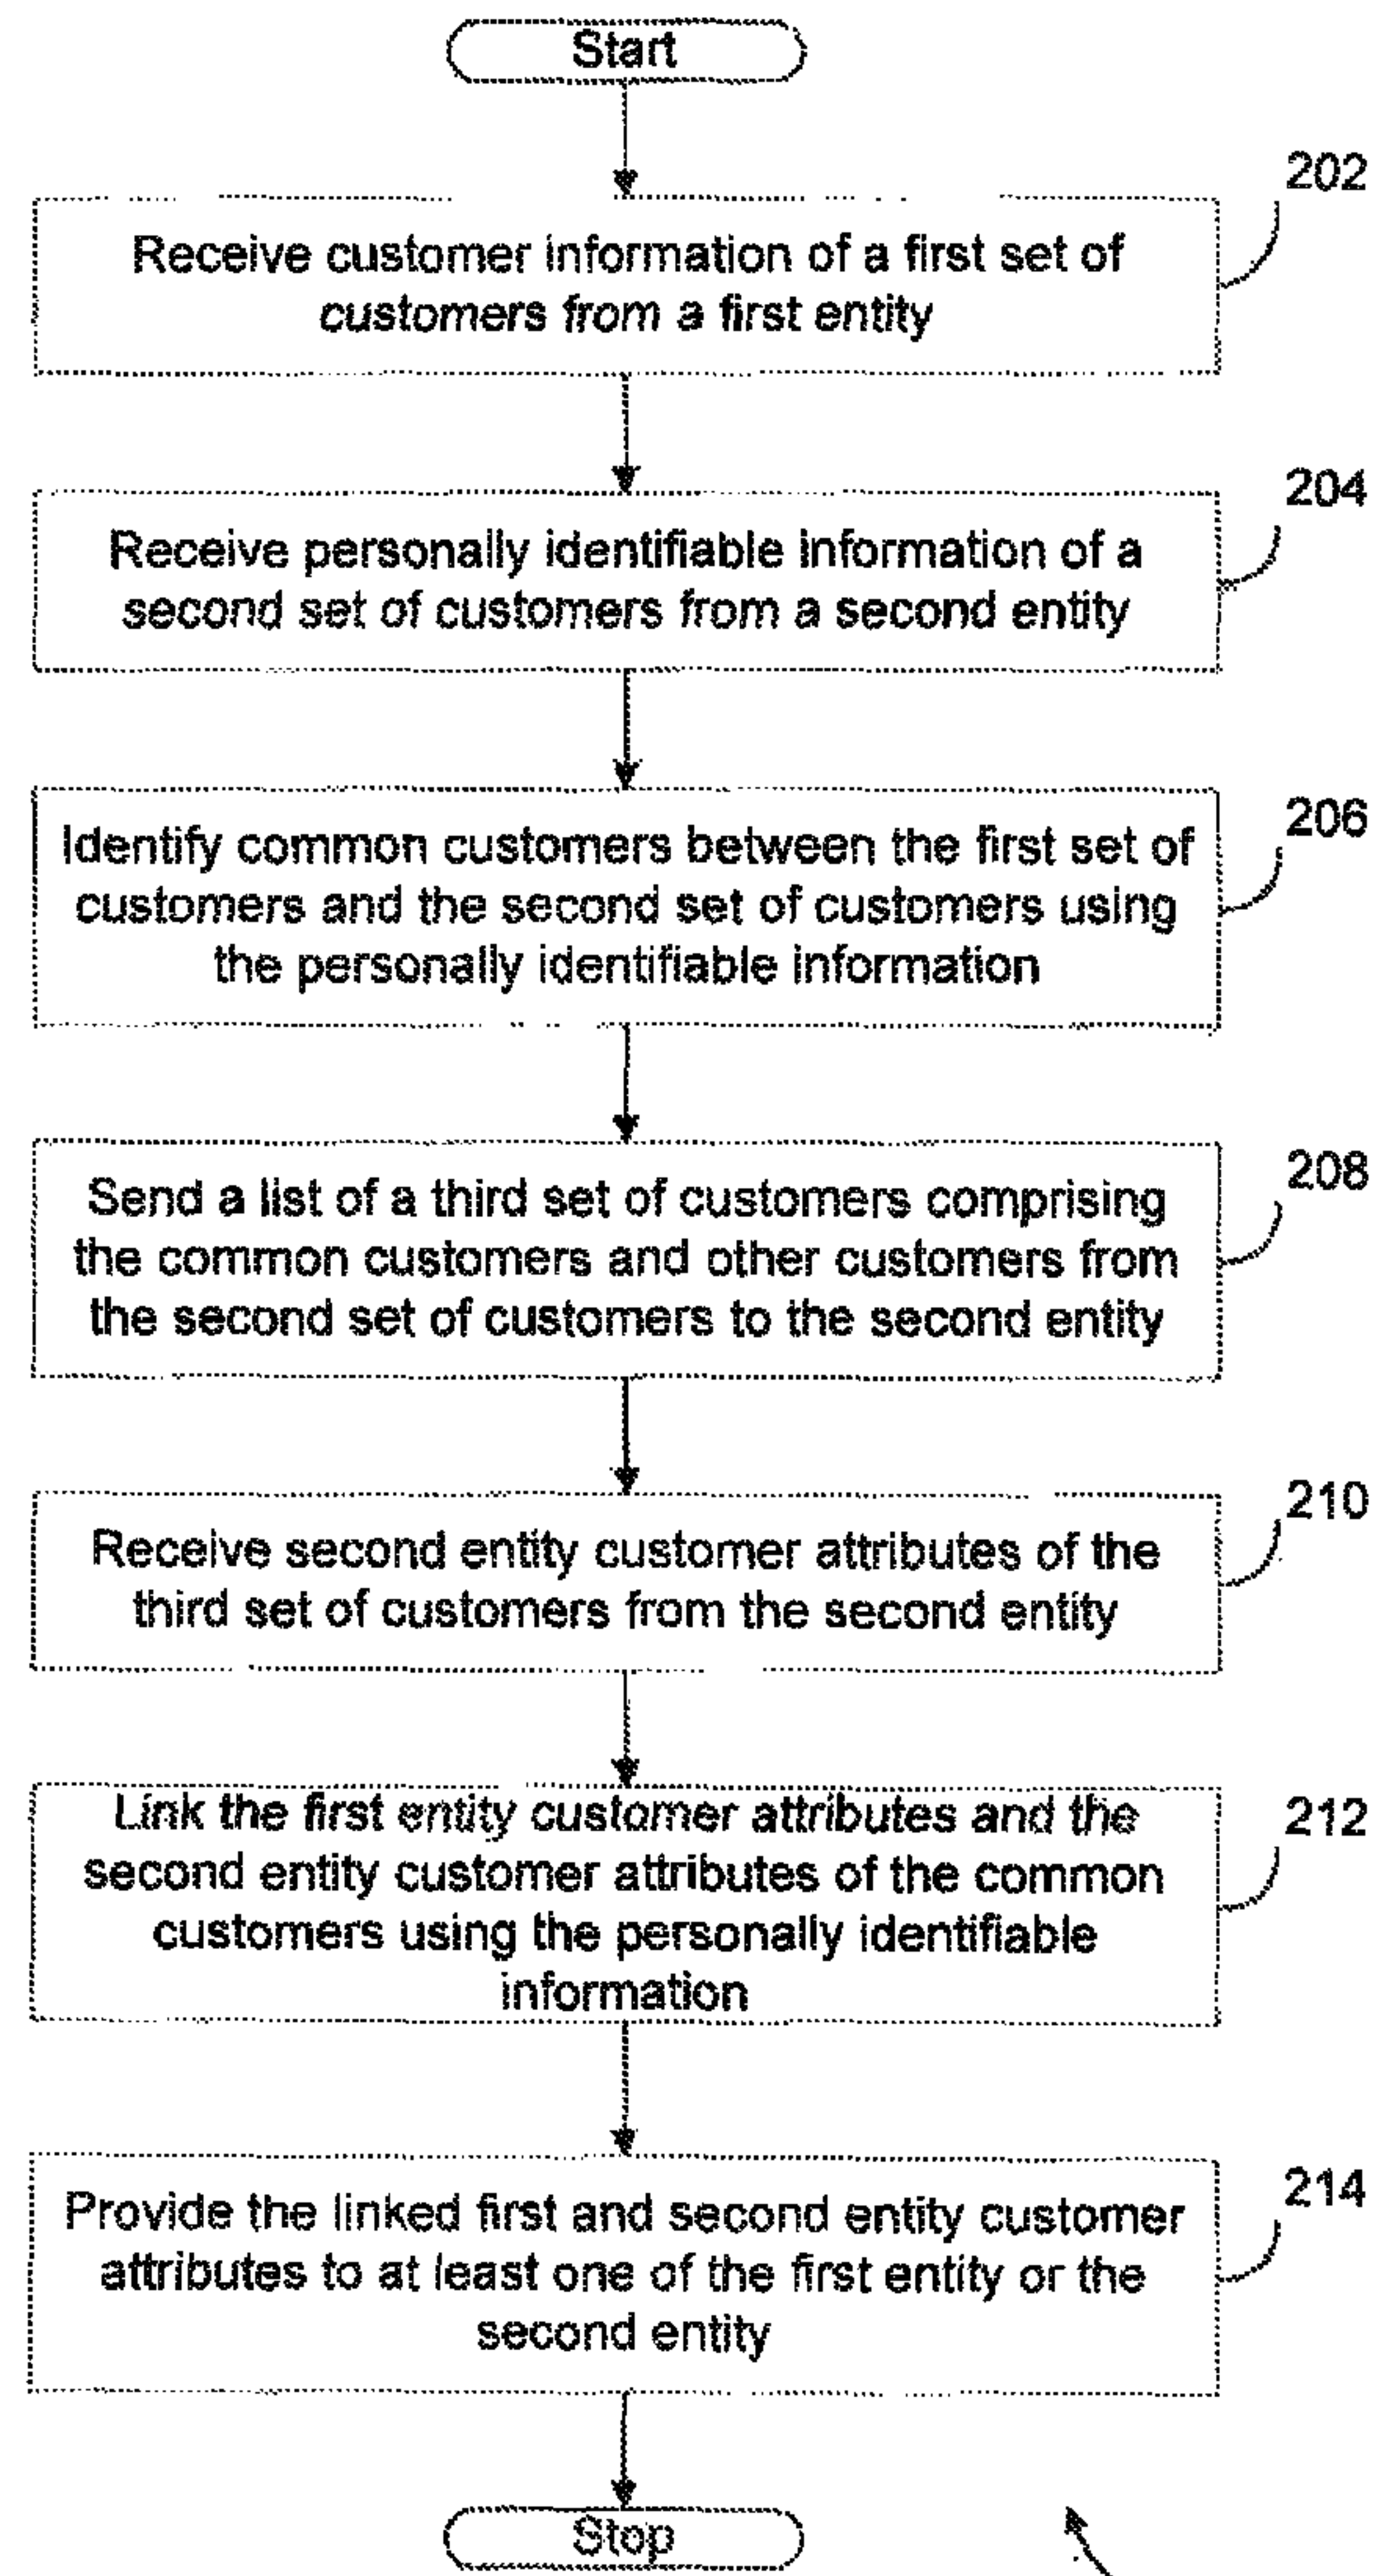 Start
202
Receive customer information of a first set of
customers from a first entity
204
Receive personally identifiable information of a
second set of customers from a second entity
206
Identify common customers between the first set of
customers and the second set of customers using
the personally identifiable information
208
Send a list of a third set of customers comprising
the common customers and other customers from
the second set of customers to the second entity
210
Receive second entity customer attributes of the
third set of customers from the second entity
212
Link the first entity customer attributes and the
second entity customer attributes of the common
customers using the personally identifiable
information
214
Provide the linked first and second entity customer
attributes to at least one of the first entity or the
second entity
Stop